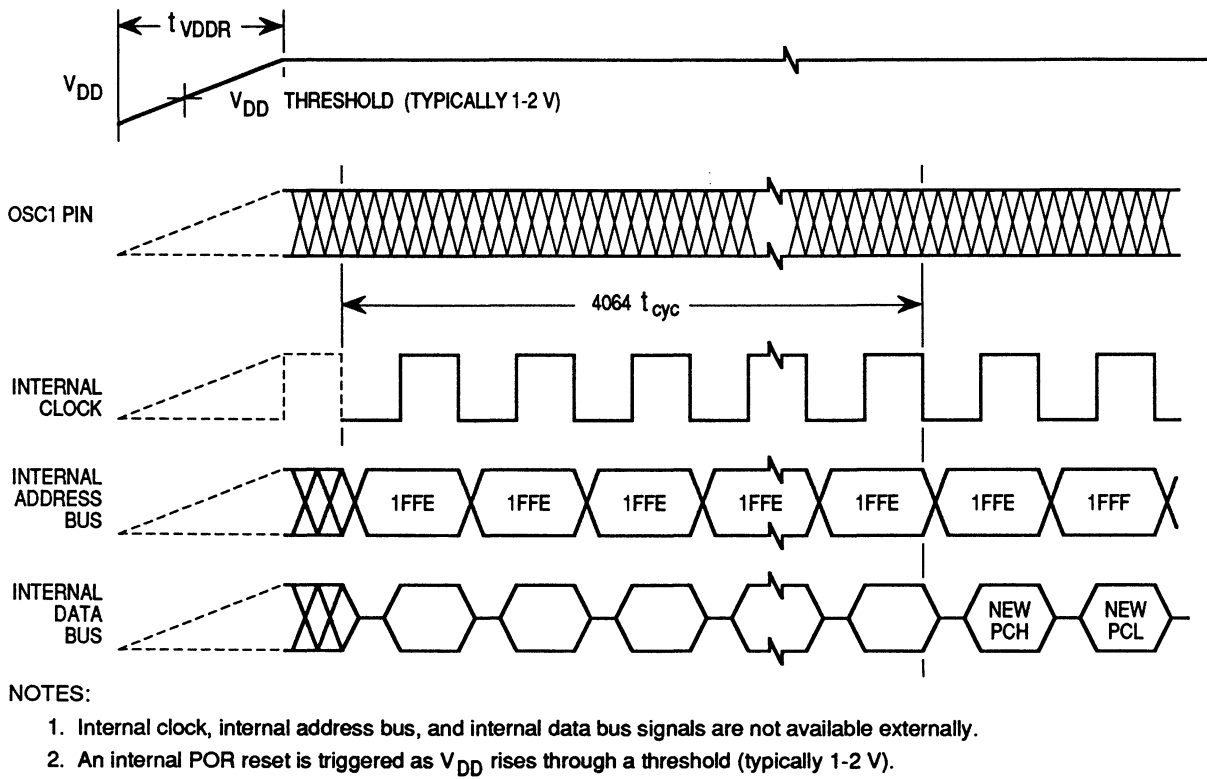 t VDDR
VDD
VDD THRESHOLD (TYPICALLY 1-2 V)
OSC1 PIN
4064 tcyc
INTERNAL
CLOCK
INTERNAL
ADDRESS
BUS
1FFE 1FFE 1FFE 1FFE 1FFE 1FFE 1FFF
INTERNAL
DATA
BUS
NEW
PCH
NEW
PCL
NOTES:
1. Internal clock, internal address bus, and internal data bus signals are not available externally.
2. An internal POR reset is triggered as VDD rises through a threshold (typically 1-2 V).